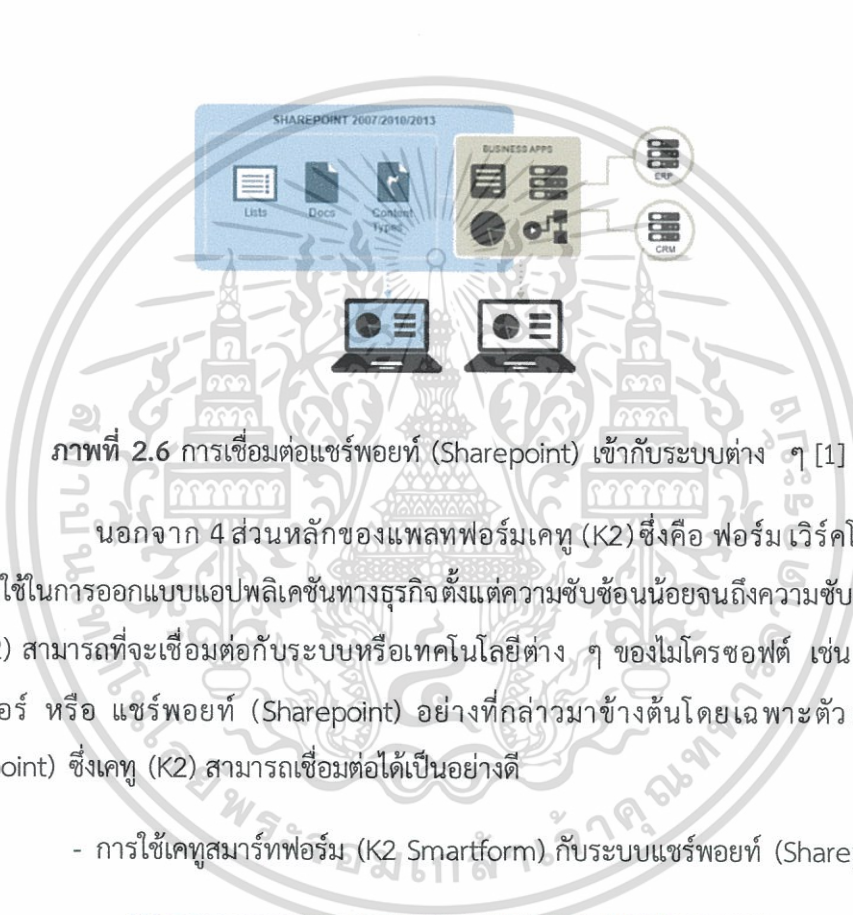 SHAREPOINT 2007/2010/2013
BUSINESS APPS
Lists
Docs
Content
Types
ERP
CRM
ภาพที่ 2.6 การเชื่อมต่อแชร์พอยท์ (Sharepoint) เข้ากับระบบต่าง ๆ [1]
นอกจาก 4 ส่วนหลักของแพลทฟอร์มเคทู (K2) ซึ่งคือ ฟอร์ม เวิร์คโ
ใช้ในการออกแบบแอปพลิเคชันทางธุรกิจ ตั้งแต่ความซับซ้อนน้อยจนถึงความซับ
2) สามารถที่จะเชื่อมต่อกับระบบหรือเทคโนโลยีต่าง ๆ ของไมโครซอฟต์ เช่น
อร์ หรือ แชร์พอยท์ (Sharepoint) อย่างที่กล่าวมาข้างต้นโดยเฉพาะตัว
oint) ซึ่งเคทู (K2) สามารถเชื่อมต่อได้เป็นอย่างดี
- การใช้เคทูสมาร์ทฟอร์ม (K2 Smartform) กับระบบแชร์พอยท์ (Share